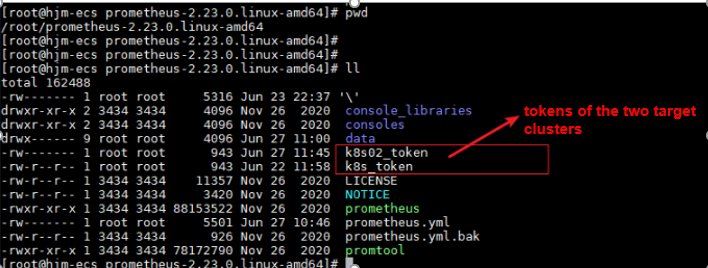 [root@hjm-ecs prometheus-2.23.0.linux-amd64]# pwd
/root/prometheus-2.23.0.linux-amd64
[root@hjm-ecs prometheus-2.23.0.linux-amd64]#
[root@hjm-ecs prometheus-2.23.0.linux-amd64]#
[root@hjm-ecs prometheus-2.23.0.linux-amd64]# ll
total 162488
-rw------- 1 root root     5316 Jun 23 22:37 '\'
drwxr-xr-x 2 3434 3434     4096 Nov 26  2020 console_libraries
drwxr-xr-x 2 3434 3434     4096 Nov 26  2020 consoles
drwx------ 9 root root     4096 Jun 27 11:00 data
-rw------- 1 root root      943 Jun 27 11:45 k8s02_token
-rw-r--r-- 1 root root      943 Jun 22 11:58 k8s_token
-rw-r--r-- 1 3434 3434    11357 Nov 26  2020 LICENSE
-rw-r--r-- 1 3434 3434     3420 Nov 26  2020 NOTICE
-rwxr-xr-x 1 3434 3434 88153522 Nov 26  2020 prometheus
-rw------- 1 root root     5501 Jun 27 10:46 prometheus.yml
-rw-r--r-- 1 3434 3434      926 Nov 26  2020 prometheus.yml.bak
-rwxr-xr-x 1 3434 3434 78172790 Nov 26  2020 promtool
[root@hjm-ecs prometheus-2.23.0.linux-amd64]#
tokens of the two target
clusters